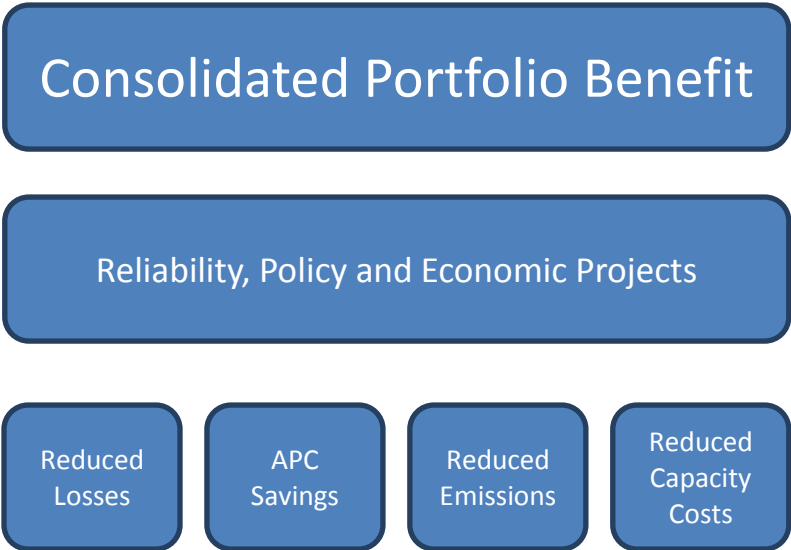 Consolidated Portfolio Benefit
Reliability, Policy and Economic Projects
Reduced
Losses
APC
Savings
Reduced
Emissions
Reduced
Capacity
Costs